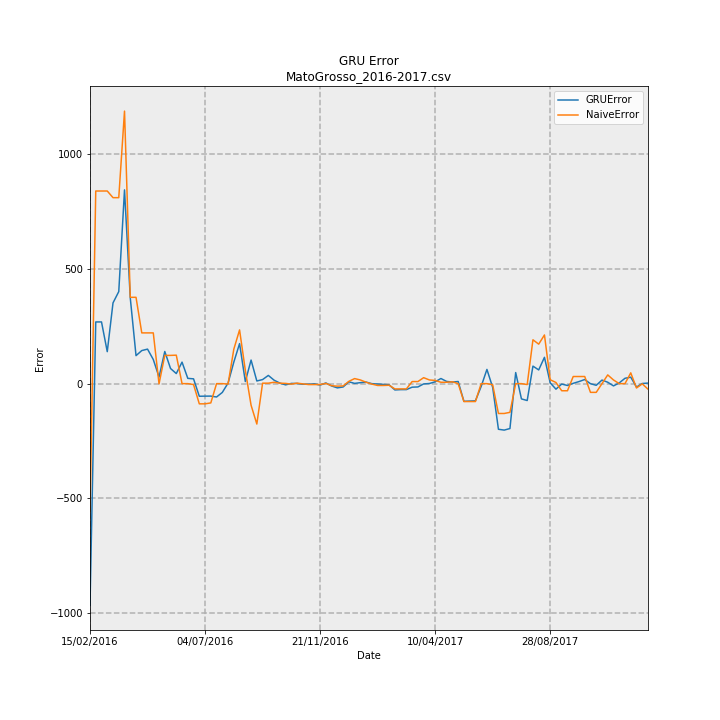 GRU Error
MatoGrosso_2016-2017.csv
GRUError
NaiveError
1000
500
0
−500
−1000
Error
15/02/2016
04/07/2016
21/11/2016
10/04/2017
28/08/2017
Date